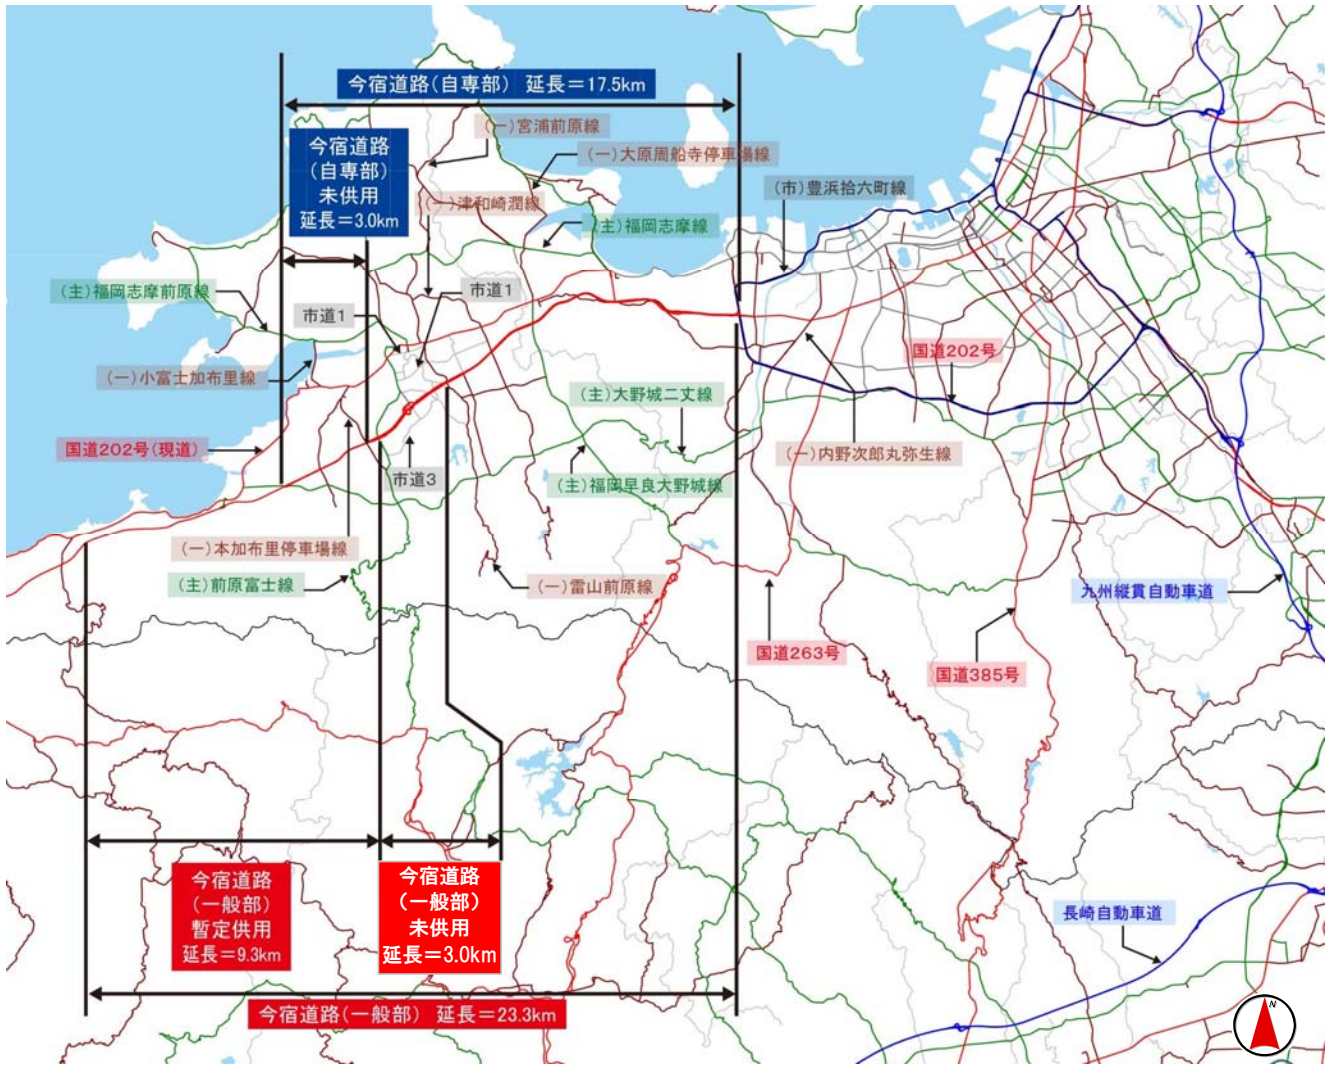 今宿道路(自専部) 延長=17.5km
今宿道路
(自専部)
未供用
延長=3.0km
(一)宮浦前原線
(一)大原周船寺停車場線
(一)津和崎潤線
(市)豊浜拾六町線
(主)福岡志摩線
(主)福岡志摩前原線
市道1
市道1
国道202号
(一)小富士加布里線
(主)大野城二丈線
国道202号(現道)
市道3
(一)内野次郎丸弥生線
(主)福岡早良大野城線
(一)本加布里停車場線
(主)前原富士線
(一)雷山前原線
九州縦貫自動車道
国道263号
国道385号
今宿道路
(一般部)
暫定供用
延長=9.3km
今宿道路
(一般部)
未供用
延長=3.0km
長崎自動車道
今宿道路(一般部) 延長=23.3km
N